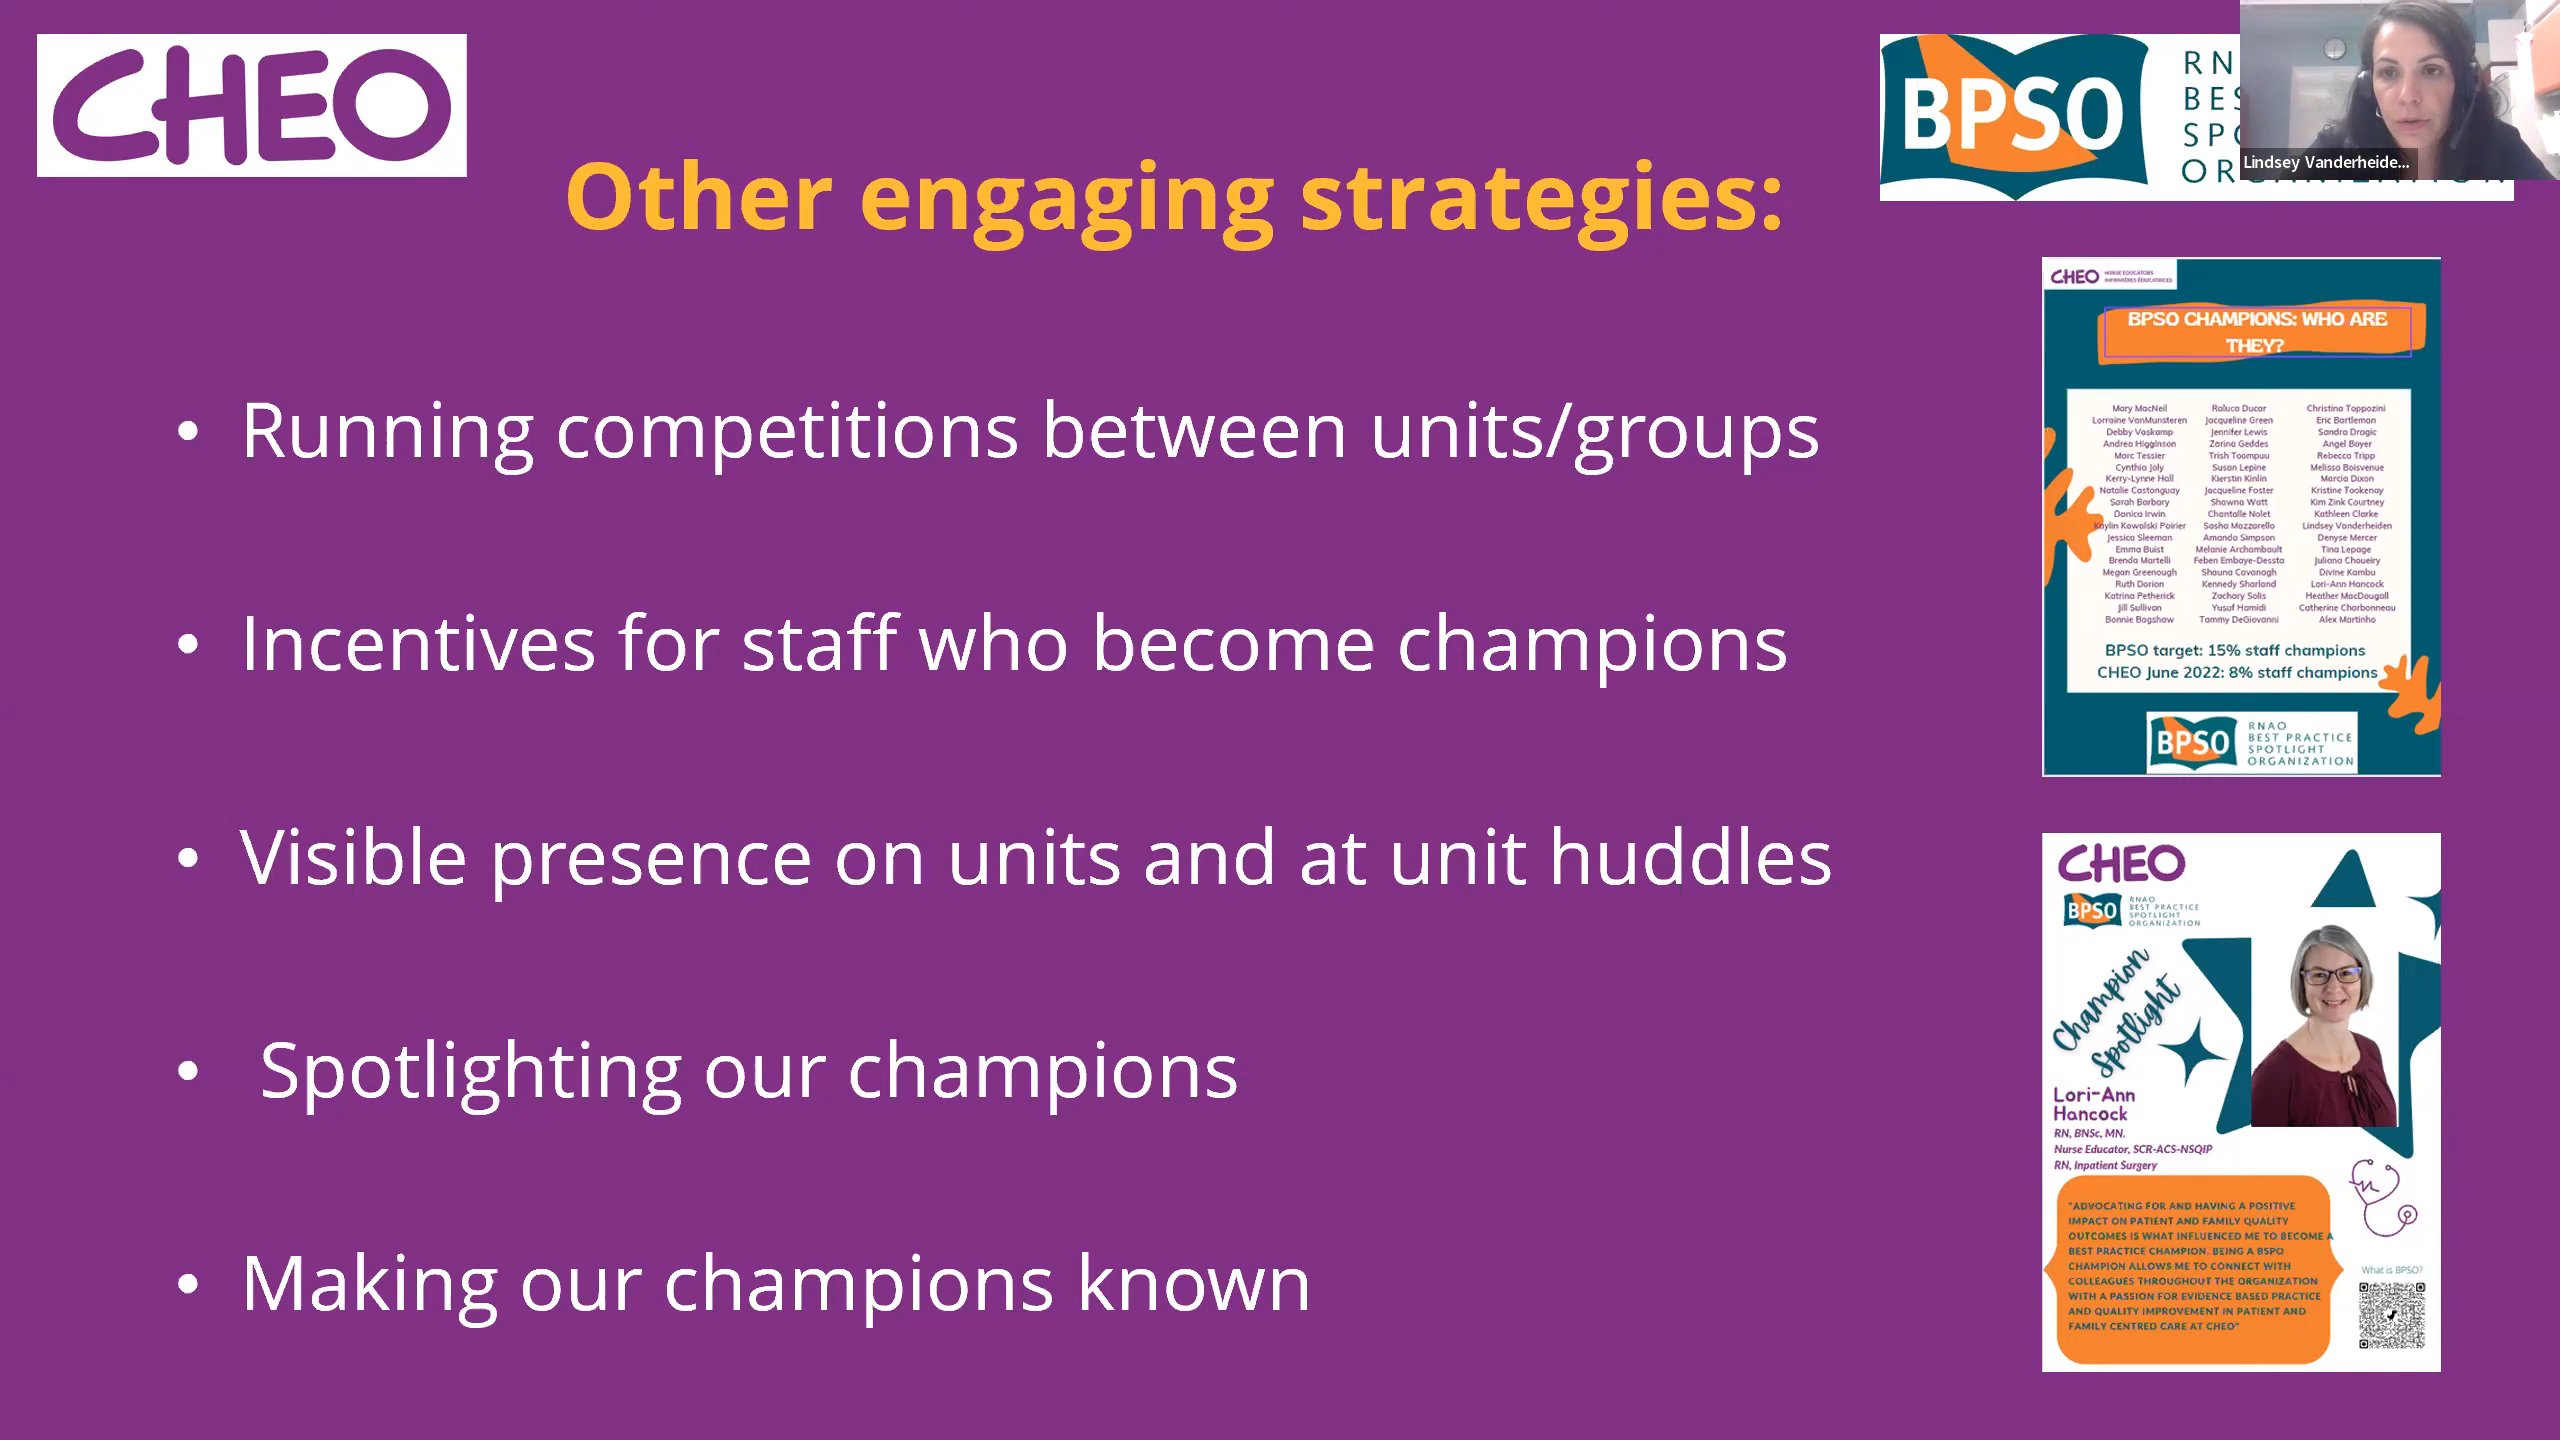 CHEO
BPSO
RN
BES
SPO
Lindsey Vanderheide...
Other engaging strategies:
• Running competitions between units/groups
• Incentives for staff who become champions
• Visible presence on units and at unit huddles
• Spotlighting our champions
• Making our champions known
CHEO
NURSE EDUCATORS
INFIRMIÈRES ÉDUCATRICES
BPSO CHAMPIONS: WHO ARE
THEY?
Mary MacNeil Raluca Ducar Christina Toppozini
Lorraine VanMunsteren Jacqueline Green Eric Bartleman
Debby Voskamp Jennifer Lewis Sandra Dragic
Andrea Higginson Zarina Geddes Angel Boyer
Marc Tessier Trish Toompuu Rebecca Tripp
Cynthia Joly Susan Lepine Melissa Boisvenue
Kerry-Lynne Hall Kierstin Kinlin Marcia Dixon
Natalie Castonguay Jacqueline Foster Kristine Tookenay
Sarah Barbary Shawna Watt Kim Zink Courtney
Danica Irwin Chantalle Nolet Kathleen Clarke
Kaylin Kowalski Poirier Sasha Mazzarello Lindsey Vanderheiden
Jessica Sleeman Amanda Simpson Denyse Mercer
Emma Buist Melanie Archambault Tina Lepage
Brenda Martelli Feben Embaye-Dessta Juliana Choueiry
Megan Greenough Shauna Cavanagh Divine Kambu
Ruth Dorion Kennedy Sharland Lori-Ann Hancock
Katrina Petherick Zachary Solis Heather MacDougall
Jill Sullivan Yusuf Hamidi Catherine Charbonneau
Bonnie Bagshaw Tammy DeGiovanni Alex Martinho
BPSO target: 15% staff champions
CHEO June 2022: 8% staff champions
BPSO
RNAO
BEST PRACTICE
SPOTLIGHT
ORGANIZATION
CHEO
BPSO
RNAO
BEST PRACTICE
SPOTLIGHT
ORGANIZATION
Champion
Spotlight
Lori-Ann
Hancock
RN, BNSc, MN.
Nurse Educator, SCR-ACS-NSQIP
RN, Inpatient Surgery
"ADVOCATING FOR AND HAVING A POSITIVE
IMPACT ON PATIENT AND FAMILY QUALITY
OUTCOMES IS WHAT INFLUENCED ME TO BECOME A
BEST PRACTICE CHAMPION. BEING A BSPO
CHAMPION ALLOWS ME TO CONNECT WITH
COLLEAGUES THROUGHOUT THE ORGANIZATION
WITH A PASSION FOR EVIDENCE BASED PRACTICE
AND QUALITY IMPROVEMENT IN PATIENT AND
FAMILY CENTRED CARE AT CHEO"
What is BPSO?